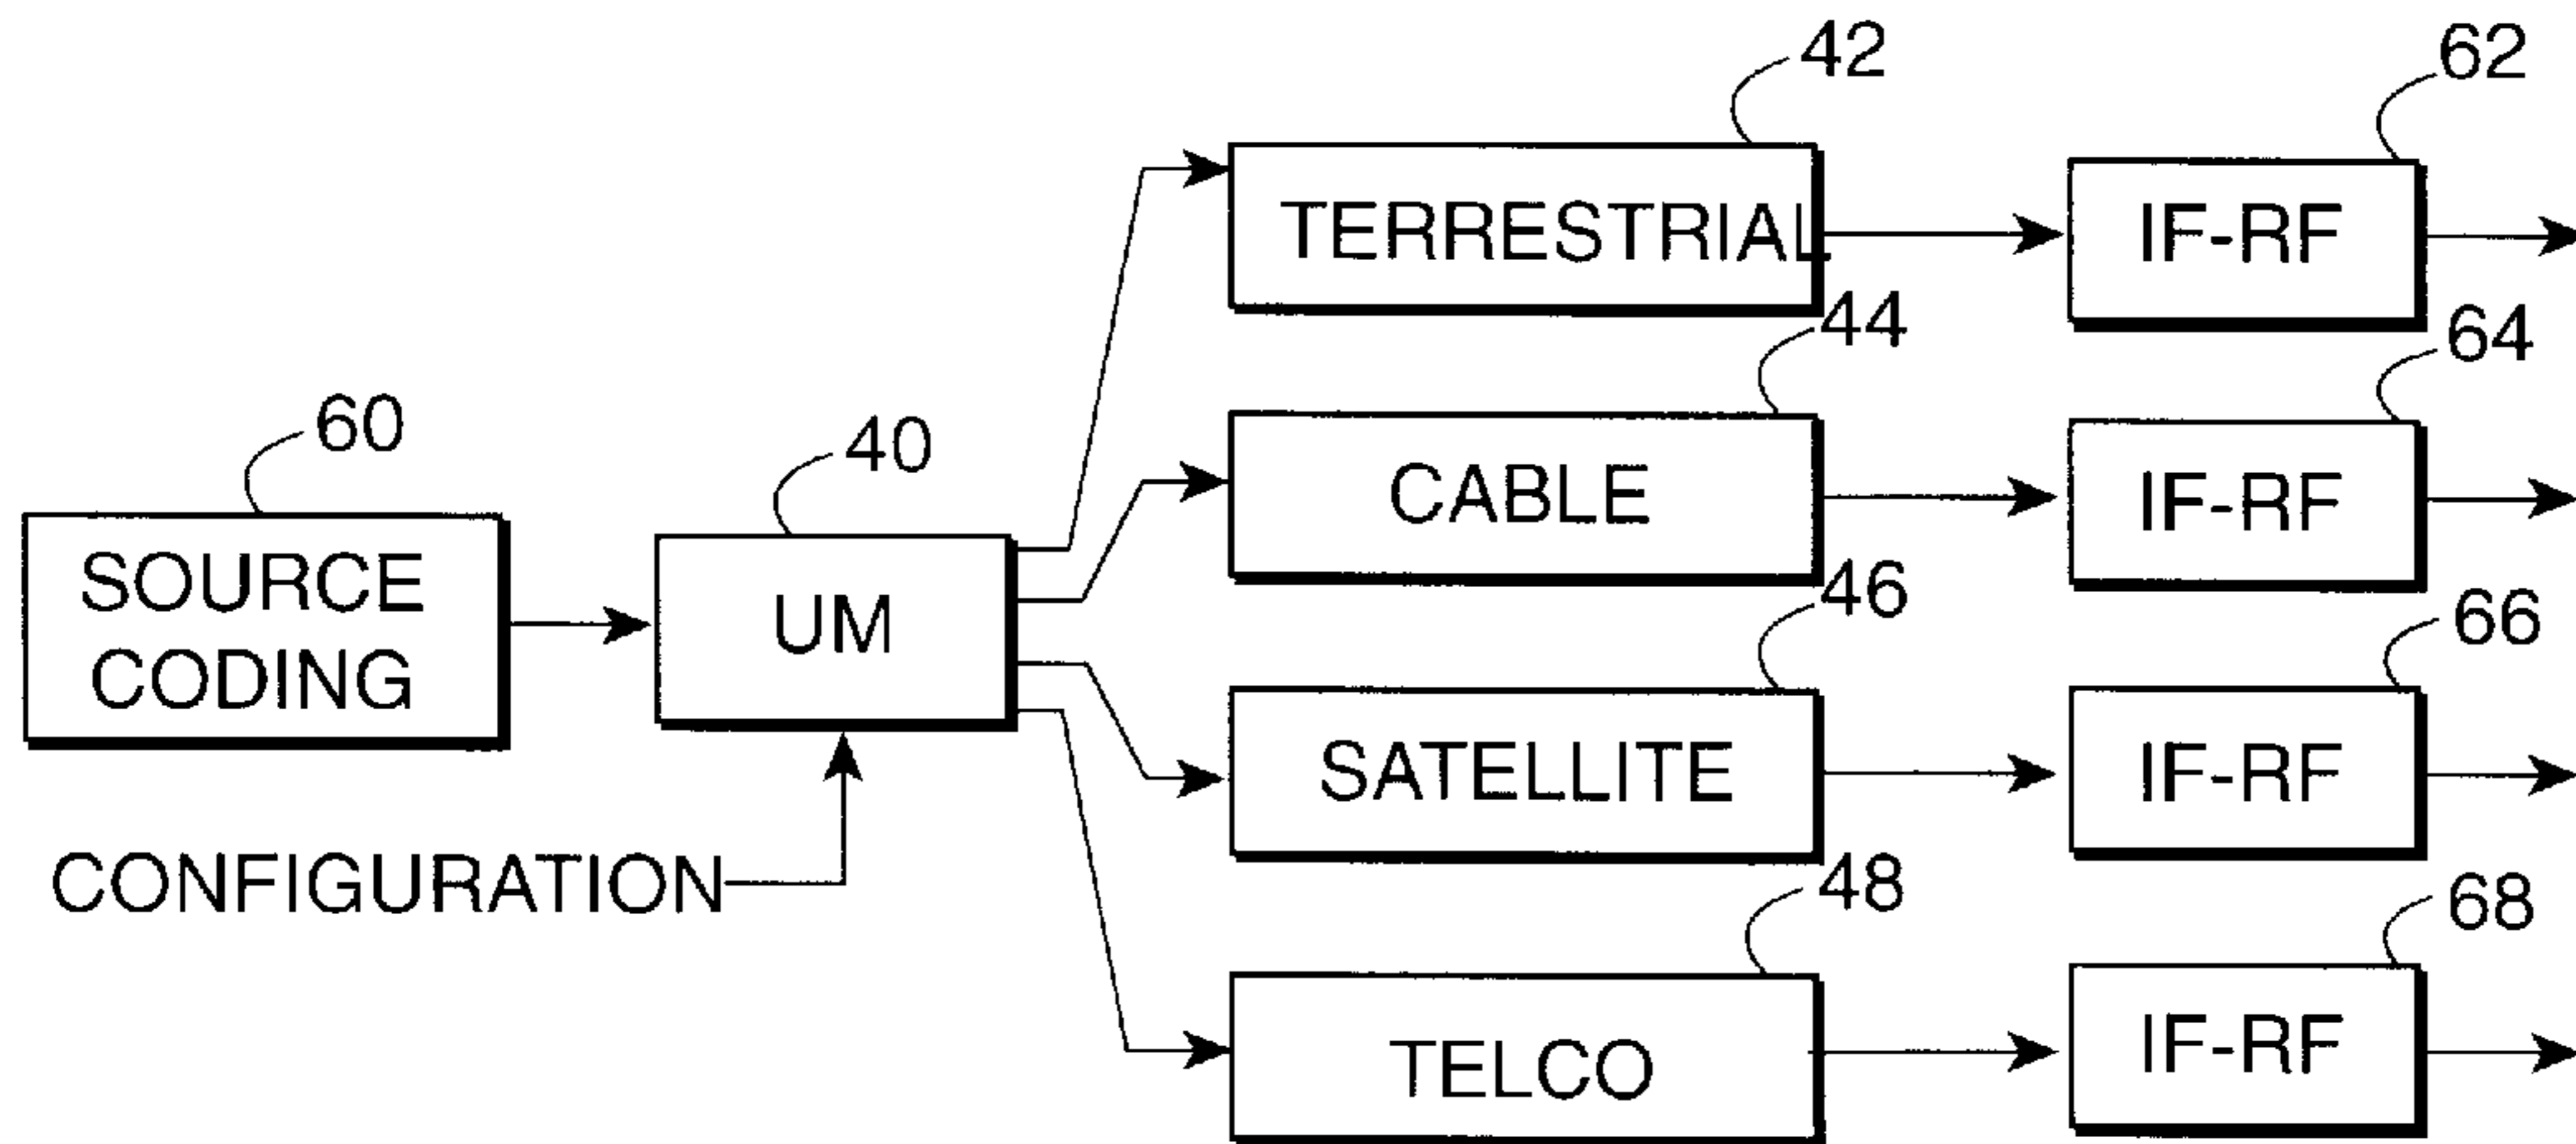 42
62
TERRESTRIAL
IF-RF
44
64
CABLE
IF-RF
60
40
SOURCE
CODING
UM
46
66
SATELLITE
IF-RF
CONFIGURATION
48
68
TELCO
IF-RF